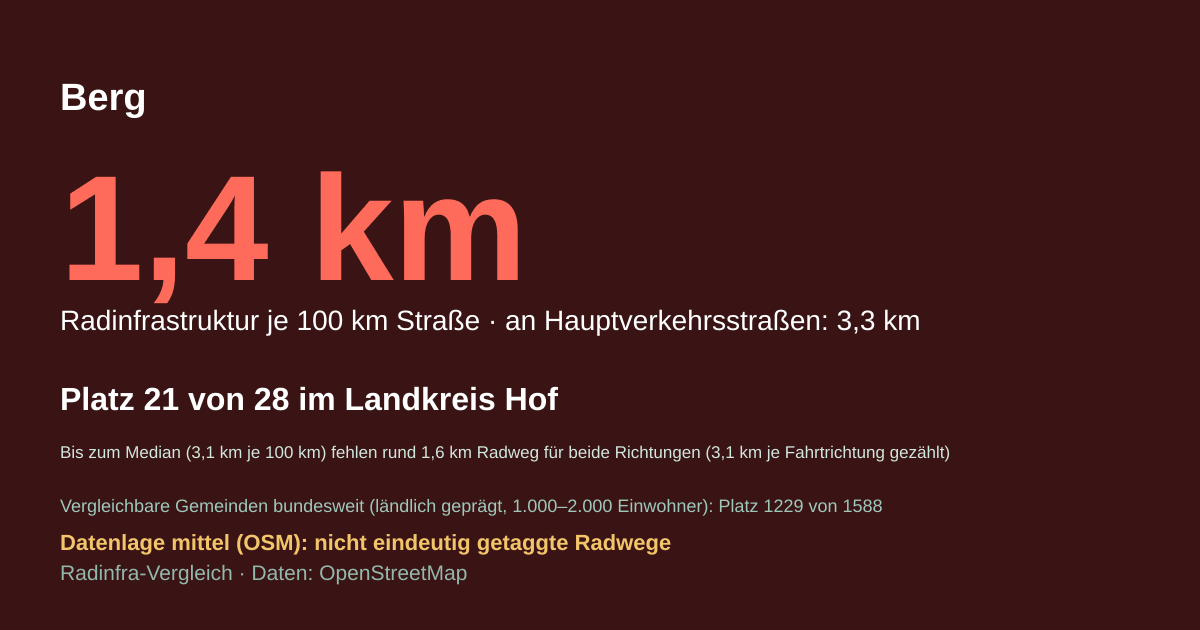 Berg
1,4 km
Radinfrastruktur je 100 km Straße · an Hauptverkehrsstraßen: 3,3 km
Platz 21 von 28 im Landkreis Hof
Bis zum Median (3,1 km je 100 km) fehlen rund 1,6 km Radweg für beide Richtungen (3,1 km je Fahrtrichtung gezählt)
Vergleichbare Gemeinden bundesweit (ländlich geprägt, 1.000–2.000 Einwohner): Platz 1229 von 1588
Datenlage mittel (OSM): nicht eindeutig getaggte Radwege
Radinfra-Vergleich · Daten: OpenStreetMap